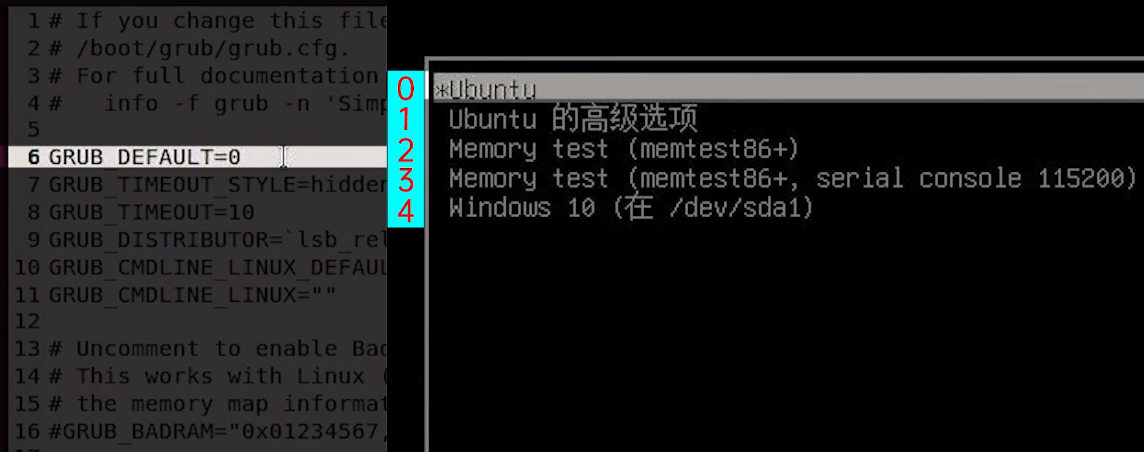 1 # If you change this file
2 # /boot/grub/grub.cfg.
3 # For full documentation
4 #   info -f grub -n 'Simp
5
6 GRUB_DEFAULT=0
7 GRUB_TIMEOUT_STYLE=hidden
8 GRUB_TIMEOUT=10
9 GRUB_DISTRIBUTOR=`lsb_rel
10 GRUB_CMDLINE_LINUX_DEFAUL
11 GRUB_CMDLINE_LINUX=""
12
13 # Uncomment to enable Bad
14 # This works with Linux (
15 # the memory map informat
16 #GRUB_BADRAM="0x01234567,
0 *Ubuntu
1 Ubuntu 的高级选项
2 Memory test (memtest86+)
3 Memory test (memtest86+, serial console 115200)
4 Windows 10 (在 /dev/sda1)